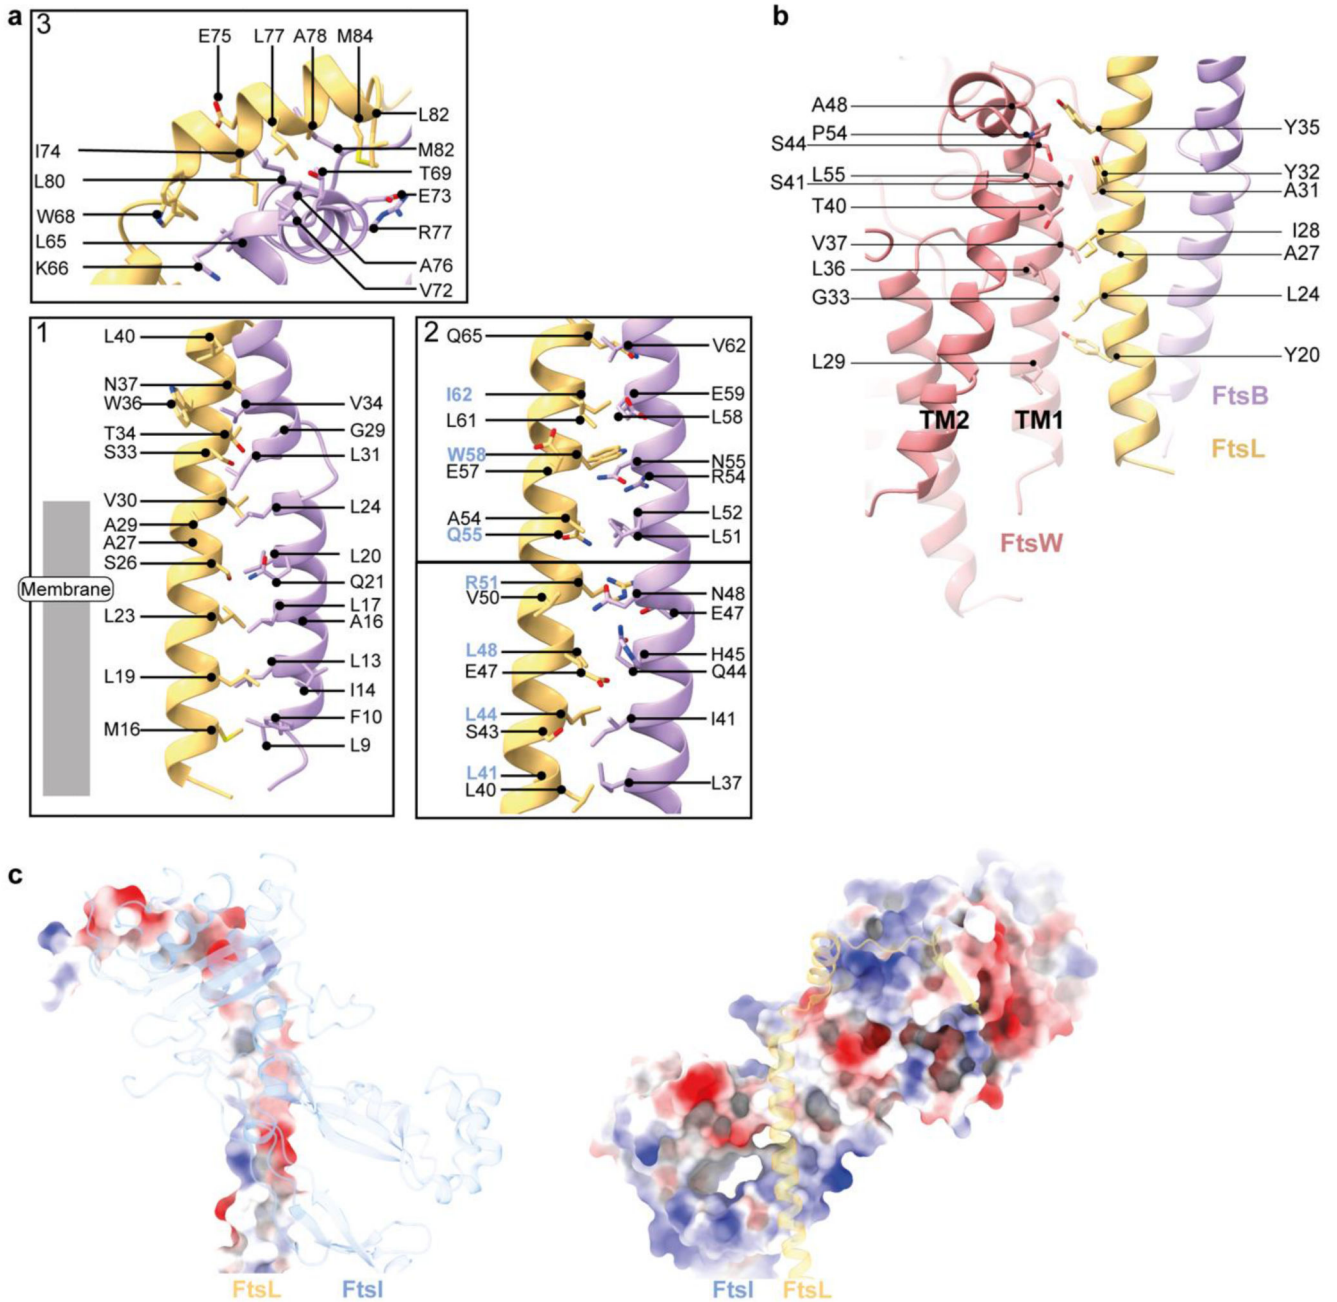 a
3
E75 L77 A78 M84
L82
I74
M82
L80
T69
E73
W68
R77
L65
K66
A76
V72
1
L40
N37
W36
V34
T34
G29
S33
L31
V30
L24
A29
A27
L20
S26
Q21
Membrane
L17
L23
A16
L13
L19
I14
F10
M16
L9
2
Q65
V62
I62
E59
L61
L58
W58
N55
E57
R54
A54
L52
Q55
L51
R51
N48
V50
E47
L48
H45
E47
Q44
L44
I41
S43
L41
L37
L40
b
A48
P54
Y35
S44
L55
Y32
S41
A31
T40
I28
V37
A27
L36
G33
L24
L29
Y20
FtsB
TM2 TM1
FtsL
FtsW
c
FtsL FtsI
FtsI FtsL